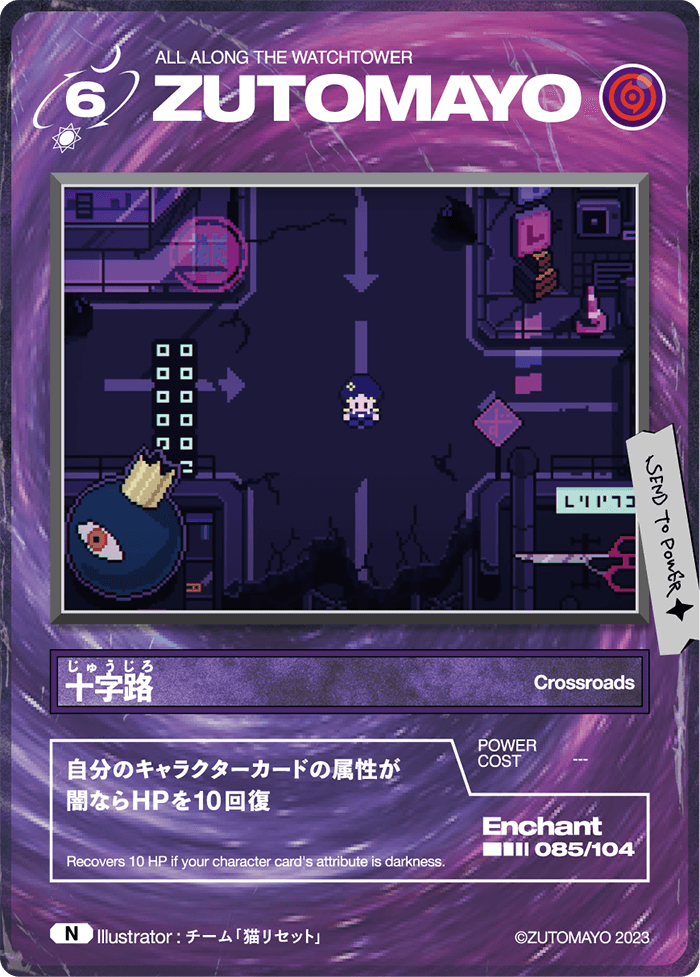 ALL ALONG THE WATCHTOWER
6
ZUTOMAYO
L
SEND TO POWER
じゅうじろ
十字路
Crossroads
自分のキャラクターカードの属性が
闇ならHPを10回復
Recovers 10 HP if your character card's attribute is darkness.
POWER
COST
---
Enchant
085/104
N
Illustrator : チーム「猫リセット」
©ZUTOMAYO 2023